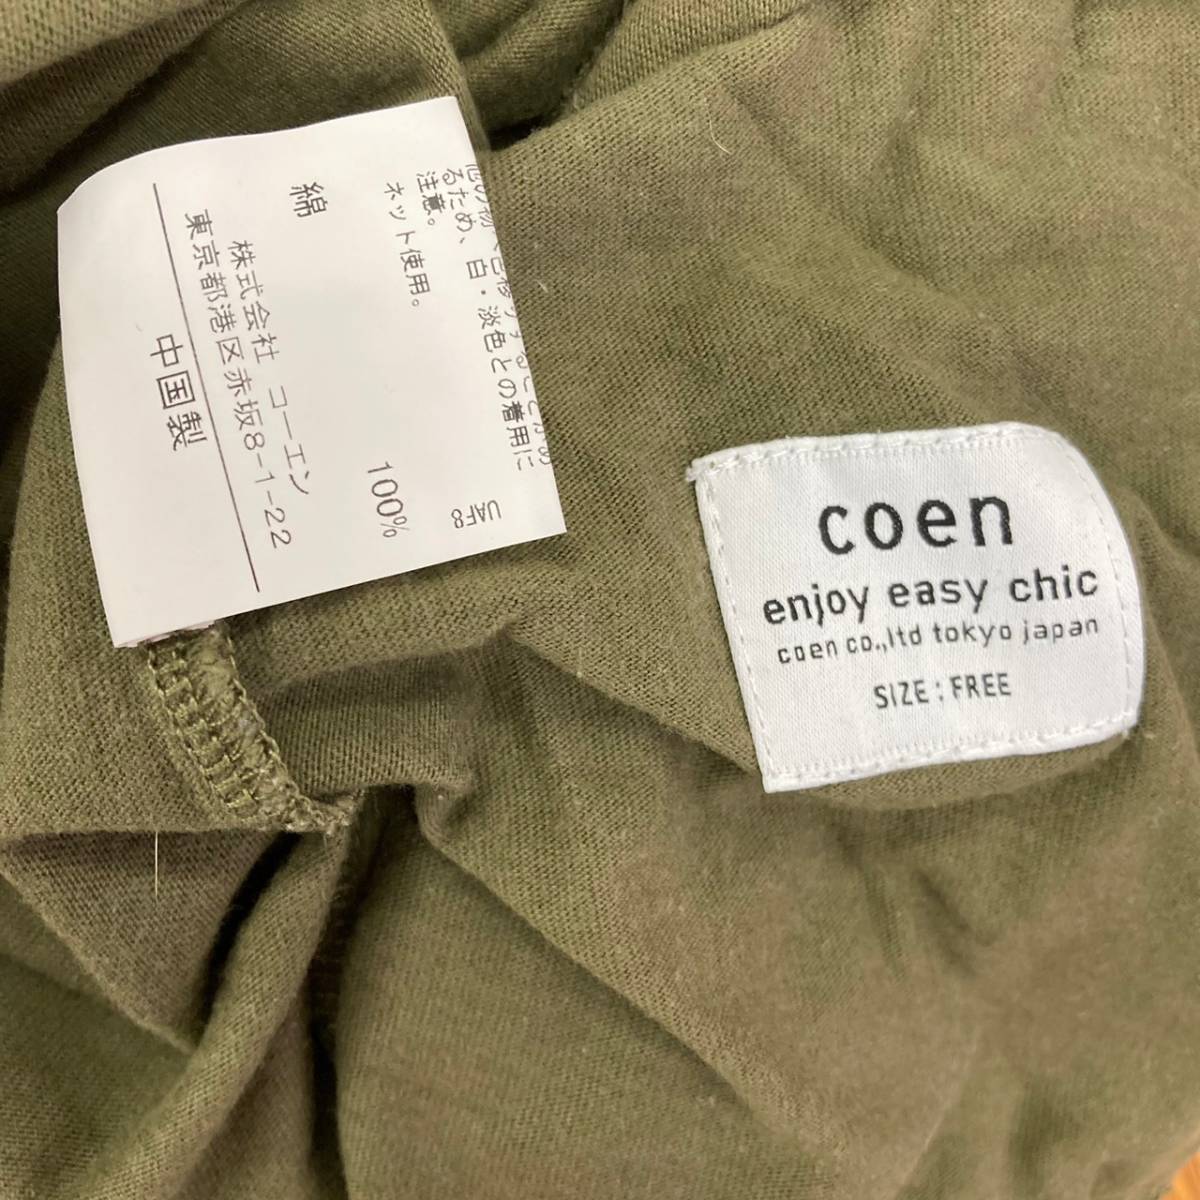 るため、白・淡色との着用に
注意。
ネット使用。
UAF8
綿 100%
株式会社 コーエン
東京都港区赤坂8-1-22
中国製
coen
enjoy easy chic
coen co.,ltd tokyo japan
SIZE : FREE